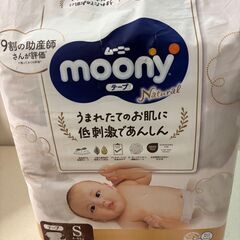 9割の助産師
さんが評価
ムーニー
moony
テープ
Natural
うまれたてのお肌に
低刺激であんしん
テープ
S